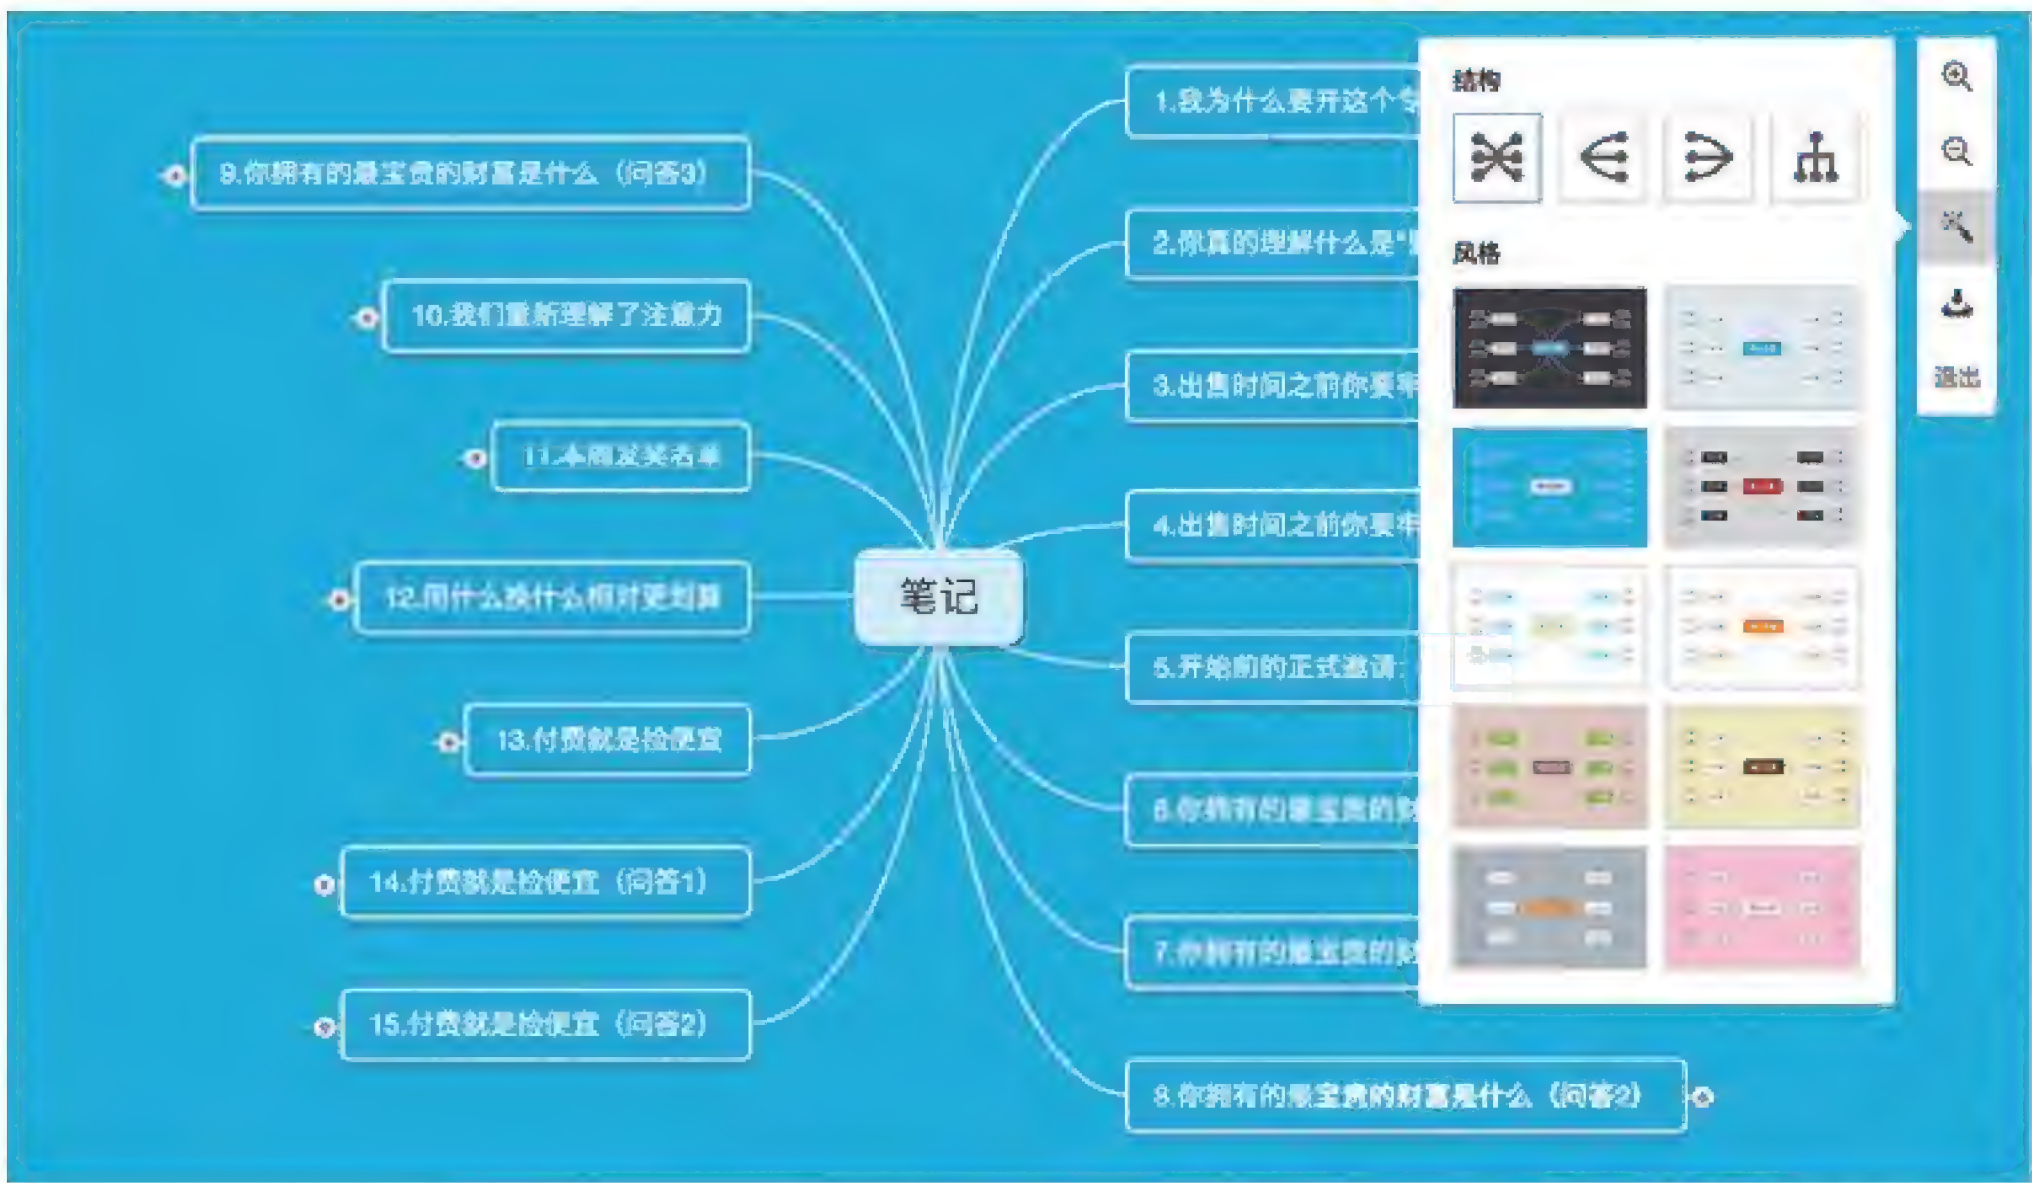 9.你拥有的最宝贵的财富是什么（问答3）
10.我们重新理解了注意力
11.本周发奖名单
12.用什么换什么相对更划算
13.付费就是捡便宜
14.付费就是捡便宜（问答1）
15.付费就是捡便宜（问答2）
笔记
1.我为什么要开这个专
2.你真的理解什么是"
3.出售时间之前你要牢
4.出售时间之前你要牢
5.开始前的正式邀请：
6.你拥有的最宝贵的财
7.你拥有的最宝贵的财
8.你拥有的最宝贵的财富是什么（问答2）
结构
风格
退出